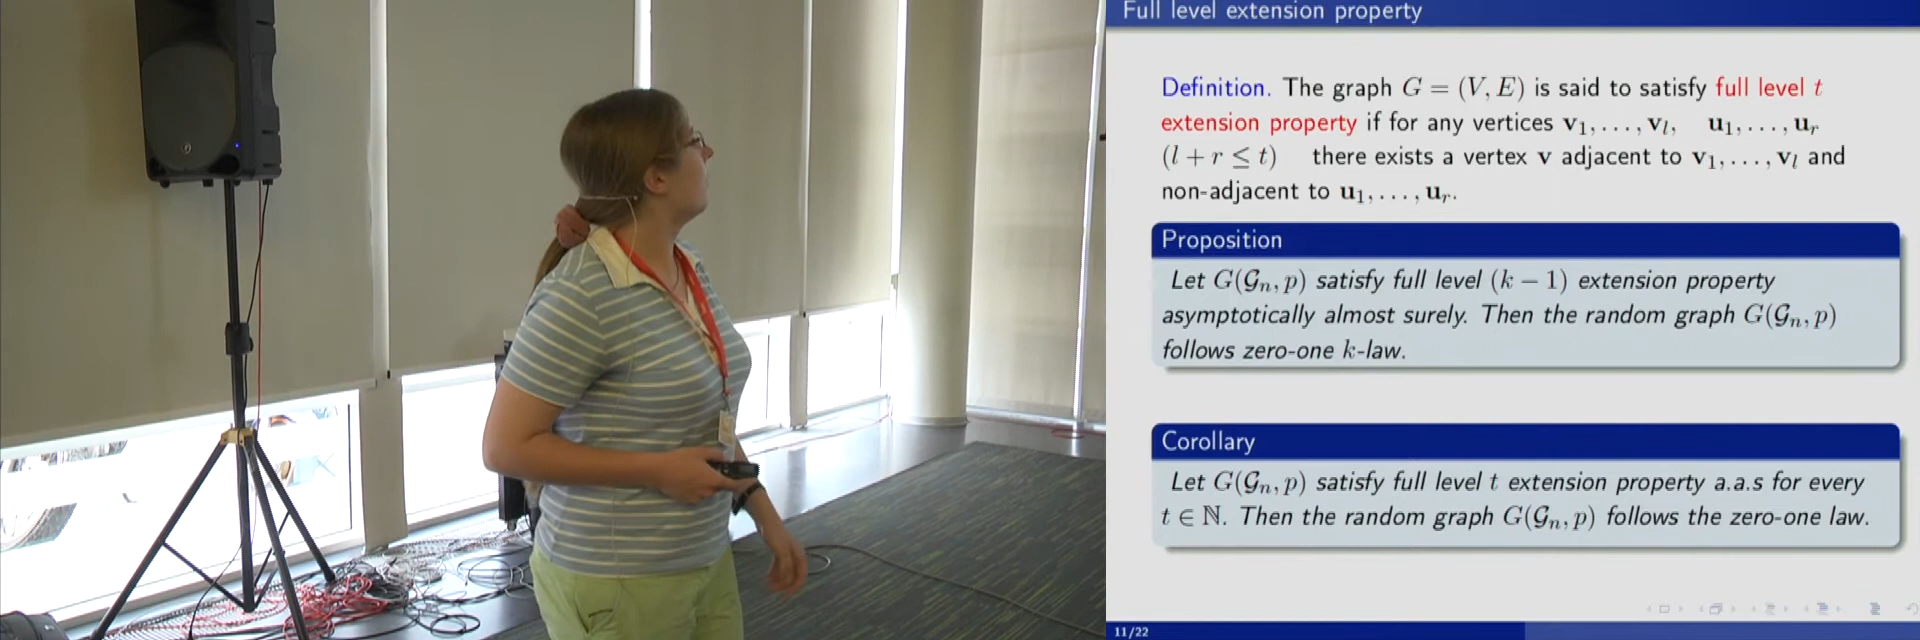 Full level extension property
Definition. The graph G = (V, E) is said to satisfy full level t
extension property if for any vertices v₁, . . . , vₗ, u₁, . . . , uᵣ
(l + r ≤ t) there exists a vertex v adjacent to v₁, . . . , vₗ and
non-adjacent to u₁, . . . , uᵣ.
Proposition
Let G(𝒢ₙ, p) satisfy full level (k − 1) extension property
asymptotically almost surely. Then the random graph G(𝒢ₙ, p)
follows zero-one k-law.
Corollary
Let G(𝒢ₙ, p) satisfy full level t extension property a.a.s for every
t ∈ ℕ. Then the random graph G(𝒢ₙ, p) follows the zero-one law.
11/22